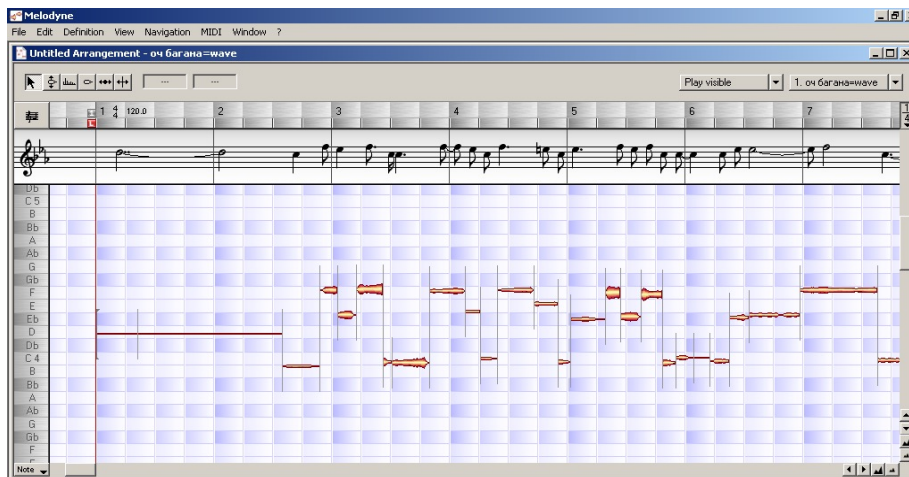 Melodyne
File Edit Definition View Navigation MIDI Window ?
Untitled Arrangement - оч багана=wave
... ... Play visible 1. оч багана=wave
1 4 120.0 2 3 4 5 6 7 1
4 4
Db
C 5
B
Bb
A
Ab
G
Gb
F
E
Eb
D
Db
C 4
B
Bb
A
Ab
G
Gb
F
Note